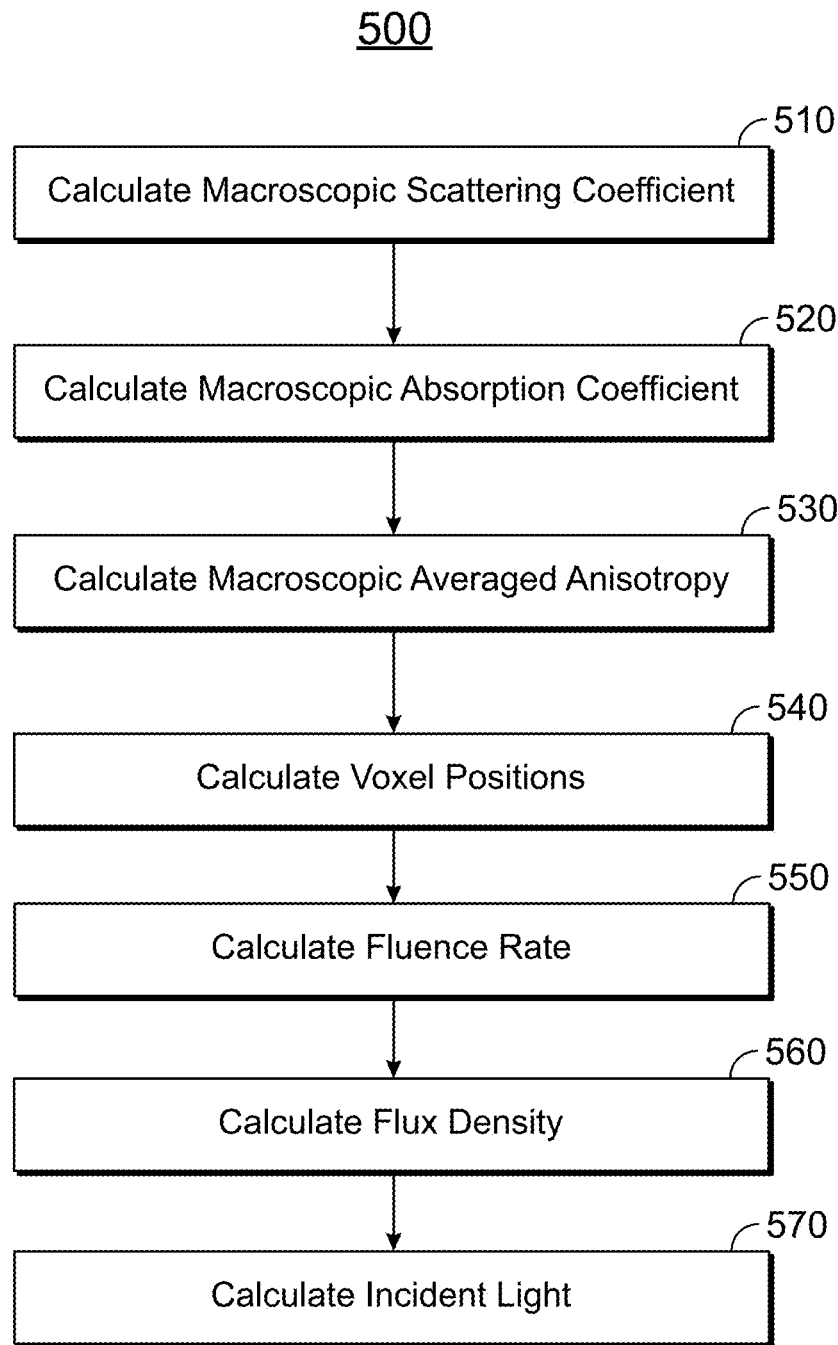 500
510
Calculate Macroscopic Scattering Coefficient
520
Calculate Macroscopic Absorption Coefficient
530
Calculate Macroscopic Averaged Anisotropy
540
Calculate Voxel Positions
550
Calculate Fluence Rate
560
Calculate Flux Density
570
Calculate Incident Light